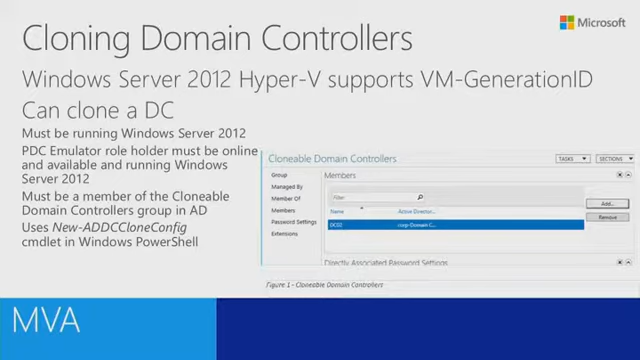 Cloning Domain Controllers
Microsoft
Windows Server 2012 Hyper-V supports VM-GenerationID
Can clone a DC
Must be running Windows Server 2012
PDC Emulator role holder must be online
and available and running Windows
Server 2012
Must be a member of the Cloneable
Domain Controllers group in AD
Uses New-ADDCCloneConfig
cmdlet in Windows PowerShell
Cloneable Domain Controllers
TASKS
SECTIONS
Group
Managed By
Member Of
Members
Password Settings
Extensions
Members
Filter
Name
Active Director...
DC02
corp-Domain C...
Add...
Remove
Directly Associated Password Settings
Figure 1 - Cloneable Domain Controllers
MVA